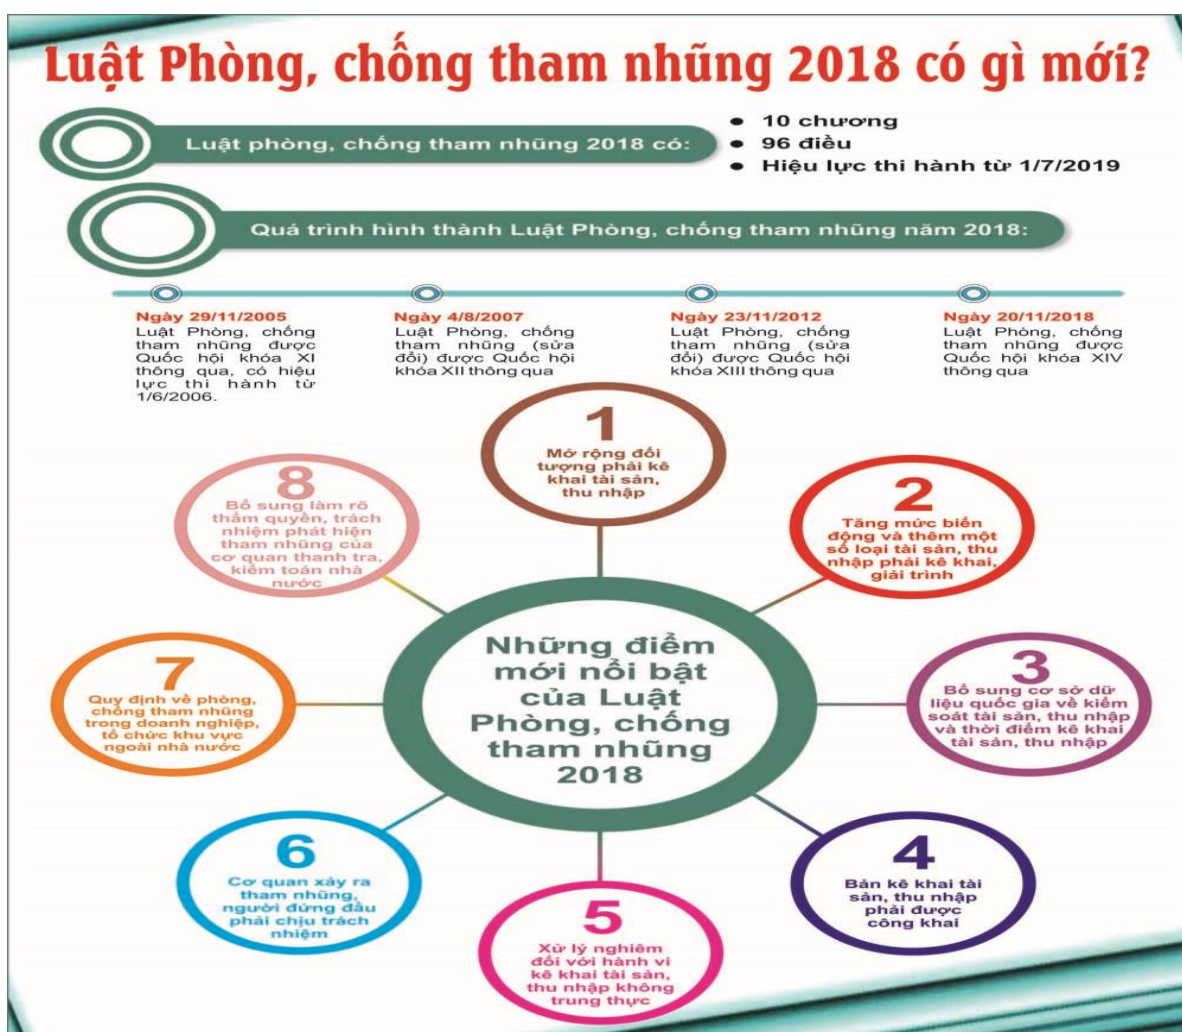 Luật Phòng, chống tham nhũng 2018 có gì mới?
Luật phòng, chống tham nhũng 2018 có:
● 10 chương
● 96 điều
● Hiệu lực thi hành từ 1/7/2019
Quá trình hình thành Luật Phòng, chống tham nhũng năm 2018:
Ngày 29/11/2005
Luật Phòng, chống
tham nhũng được
Quốc hội khóa XI
thông qua, có hiệu
lực thi hành từ
1/6/2006.
Ngày 4/8/2007
Luật Phòng, chống
tham nhũng (sửa
đổi) được Quốc hội
khóa XII thông qua
Ngày 23/11/2012
Luật Phòng, chống
tham nhũng (sửa
đổi) được Quốc hội
khóa XIII thông qua
Ngày 20/11/2018
Luật Phòng, chống
tham nhũng được
Quốc hội khóa XIV
thông qua
Những điểm
mới nổi bật
của Luật
Phòng, chống
tham nhũng
2018
1
Mở rộng đối
tượng phải kê
khai tài sản,
thu nhập
2
Tăng mức biến
động và thêm một
số loại tài sản, thu
nhập phải kê khai,
giải trình
3
Bổ sung cơ sở dữ
liệu quốc gia về kiểm
soát tài sản, thu nhập
và thời điểm kê khai
tài sản, thu nhập
4
Bản kê khai tài
sản, thu nhập
phải được
công khai
5
Xử lý nghiêm
đối với hành vi
kê khai tài sản,
thu nhập không
trung thực
6
Cơ quan xảy ra
tham nhũng,
người đứng đầu
phải chịu trách
nhiệm
7
Quy định về phòng,
chống tham nhũng
trong doanh nghiệp,
tổ chức khu vực
ngoài nhà nước
8
Bổ sung làm rõ
thẩm quyền, trách
nhiệm phát hiện
tham nhũng của
cơ quan thanh tra,
kiểm toán nhà
nước